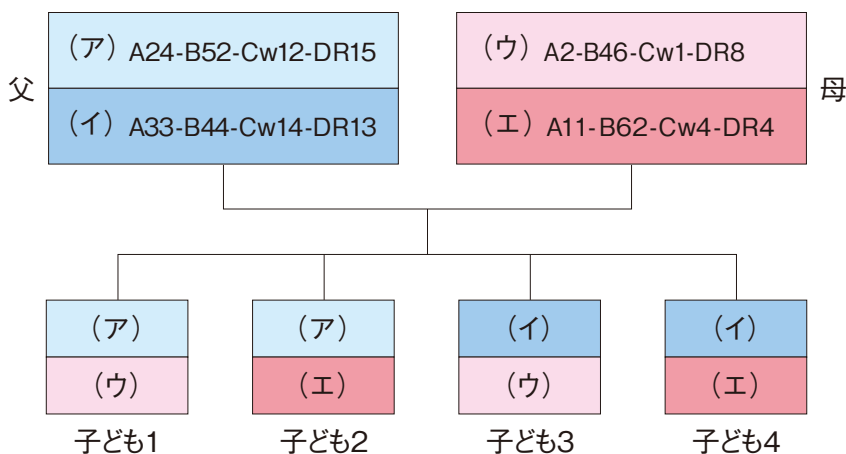 (ア) A24-B52-Cw12-DR15
(イ) A33-B44-Cw14-DR13
父
(ウ) A2-B46-Cw1-DR8
(エ) A11-B62-Cw4-DR4
母
(ア)
(ウ)
子ども1
(ア)
(エ)
子ども2
(イ)
(ウ)
子ども3
(イ)
(エ)
子ども4